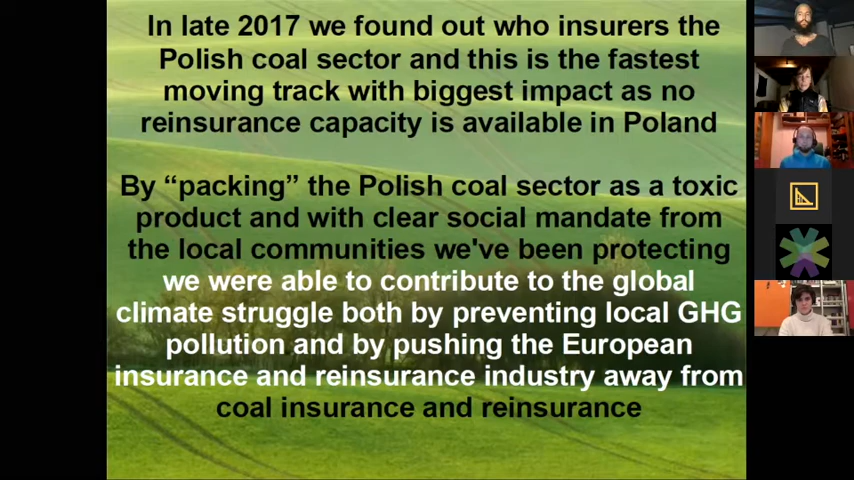 In late 2017 we found out who insurers the
Polish coal sector and this is the fastest
moving track with biggest impact as no
reinsurance capacity is available in Poland
By “packing” the Polish coal sector as a toxic
product and with clear social mandate from
the local communities we've been protecting
we were able to contribute to the global
climate struggle both by preventing local GHG
pollution and by pushing the European
insurance and reinsurance industry away from
coal insurance and reinsurance